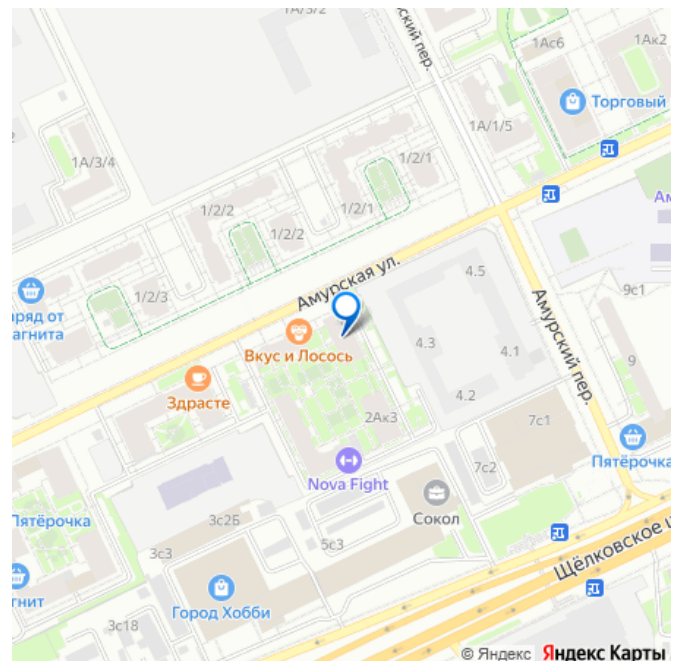 1А/3/2
Амурский пер.
1Ас6
1Ак2
Торговый
1А/1/5
1А/3/4
1/2/1
1/2/2
1/2/1
1/2/2
1/2/3
Амурская ул.
4.5
9с1
Амурский пер.
4.3
4.1
Вкус и Лосось
9
4.2
Здрасте
2Ак3
7с1
7с2
Пятёрочка
Nova Fight
Сокол
Пятёрочка
3с2Б
3с3
5с3
Щёлковское
Город Хобби
3с18
© Яндекс Яндекс Карты